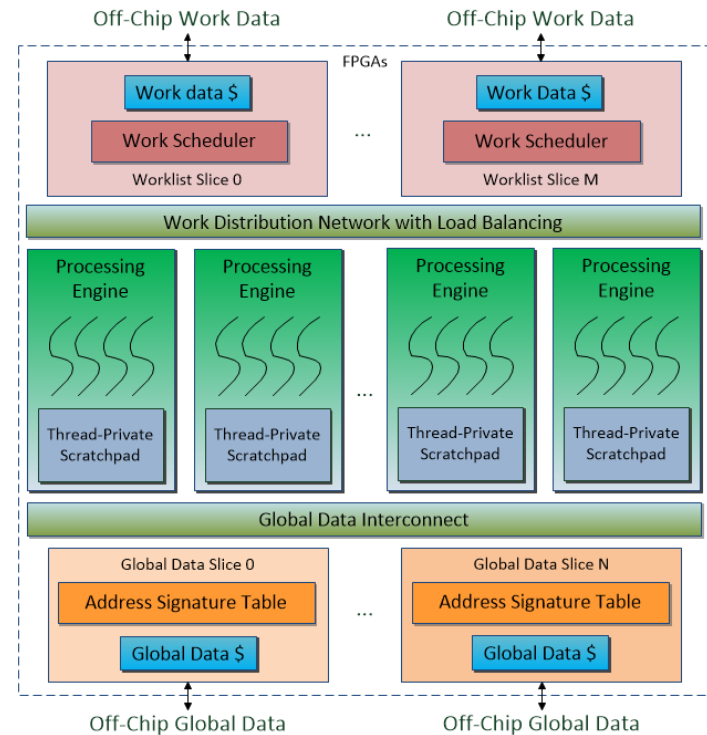 Off-Chip Work Data
Off-Chip Work Data
FPGAs
Work data $
Work Data $
Work Scheduler
...
Work Scheduler
Worklist Slice 0
Worklist Slice M
Work Distribution Network with Load Balancing
Processing
Engine
Processing
Engine
Processing
Engine
Processing
Engine
...
Thread-Private
Scratchpad
Thread-Private
Scratchpad
Thread-Private
Scratchpad
Thread-Private
Scratchpad
Global Data Interconnect
Global Data Slice 0
Global Data Slice N
Address Signature Table
...
Address Signature Table
Global Data $
Global Data $
Off-Chip Global Data
Off-Chip Global Data